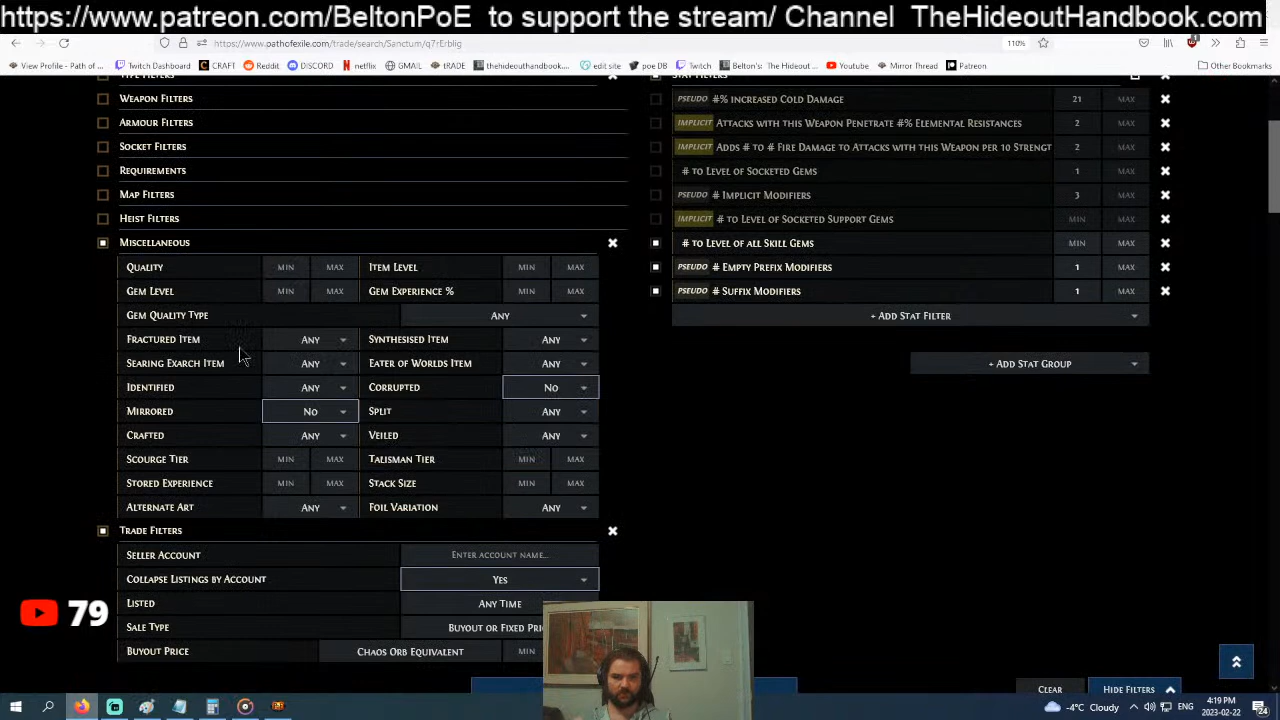 https://www.patreon.com/BeltonPoE to support the stream/ Channel TheHideoutHandbook.com
https://www.pathofexile.com/trade/search/Sanctum/q7rErblig
110%
View Profile - Path of ...
Twitch Dashboard
CRAFT
Reddit
DISCORD
netflix
GMAIL
tRADE
thehideouthandbook...
edit site
poe DB
Twitch
Belton's: The Hideout ...
Youtube
Mirror Thread
Patreon
Other Bookmarks
Type Filters
Weapon Filters
Armour Filters
Socket Filters
Requirements
Map Filters
Heist Filters
Miscellaneous
Quality MIN MAX Item Level MIN MAX
Gem Level MIN MAX Gem Experience % MIN MAX
Gem Quality Type Any
Fractured Item Any Synthesised Item Any
Searing Exarch Item Any Eater of Worlds Item Any
Identified Any Corrupted No
Mirrored No Split Any
Crafted Any Veiled Any
Scourge Tier MIN MAX Talisman Tier MIN MAX
Stored Experience MIN MAX Stack Size MIN MAX
Alternate Art Any Foil Variation Any
Trade Filters
Seller Account Enter account name...
Collapse Listings by Account Yes
Listed Any Time
Sale Type Buyout or Fixed Pri
Buyout Price Chaos Orb Equivalent MIN
Stat Filters
PSEUDO #% increased Cold Damage 21 MAX
IMPLICIT Attacks with this Weapon Penetrate #% Elemental Resistances 2 MAX
IMPLICIT Adds # to # Fire Damage to Attacks with this Weapon per 10 Strengt 2 MAX
# to Level of Socketed Gems 1 MAX
PSEUDO # Implicit Modifiers 3 MAX
IMPLICIT # to Level of Socketed Support Gems MIN MAX
# to Level of all Skill Gems MIN MAX
PSEUDO # Empty Prefix Modifiers 1 MAX
PSEUDO # Suffix Modifiers 1 MAX
+ Add Stat Filter
+ Add Stat Group
79
Clear
Hide Filters
-4°C Cloudy
ENG
4:19 PM
2023-02-22
24